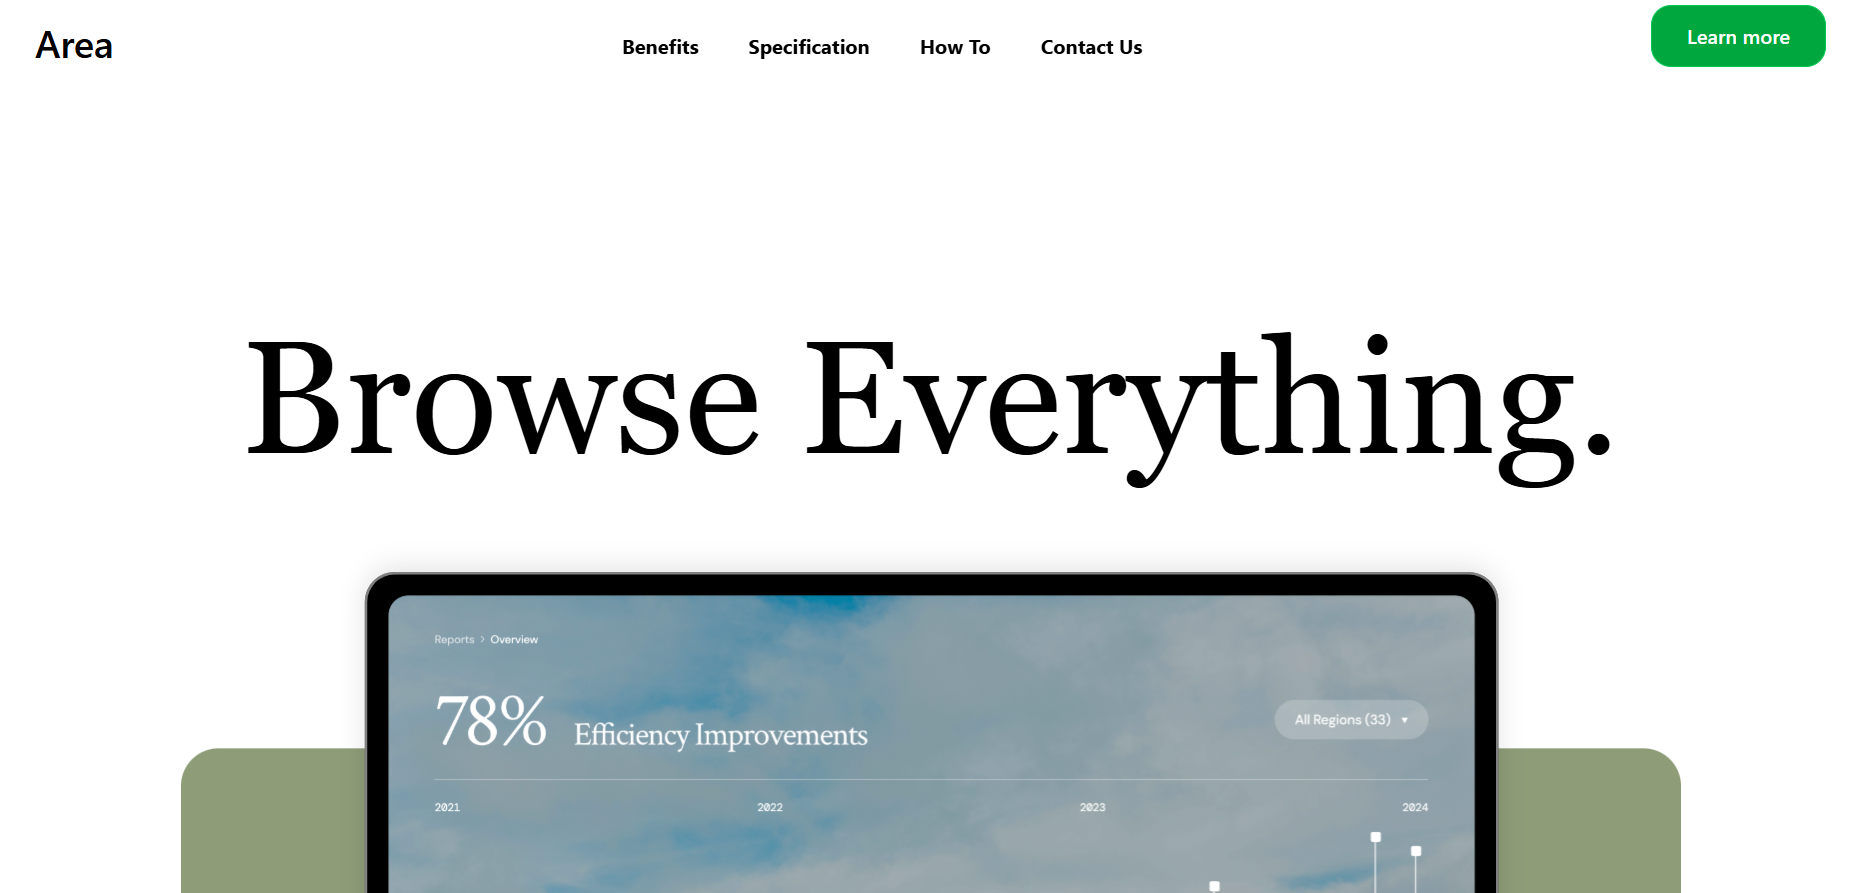 Area
Benefits Specification How To Contact Us
Learn more
Browse Everything.
Reports > Overview
78% Efficiency Improvements
All Regions (33) ▾
2021 2022 2023 2024